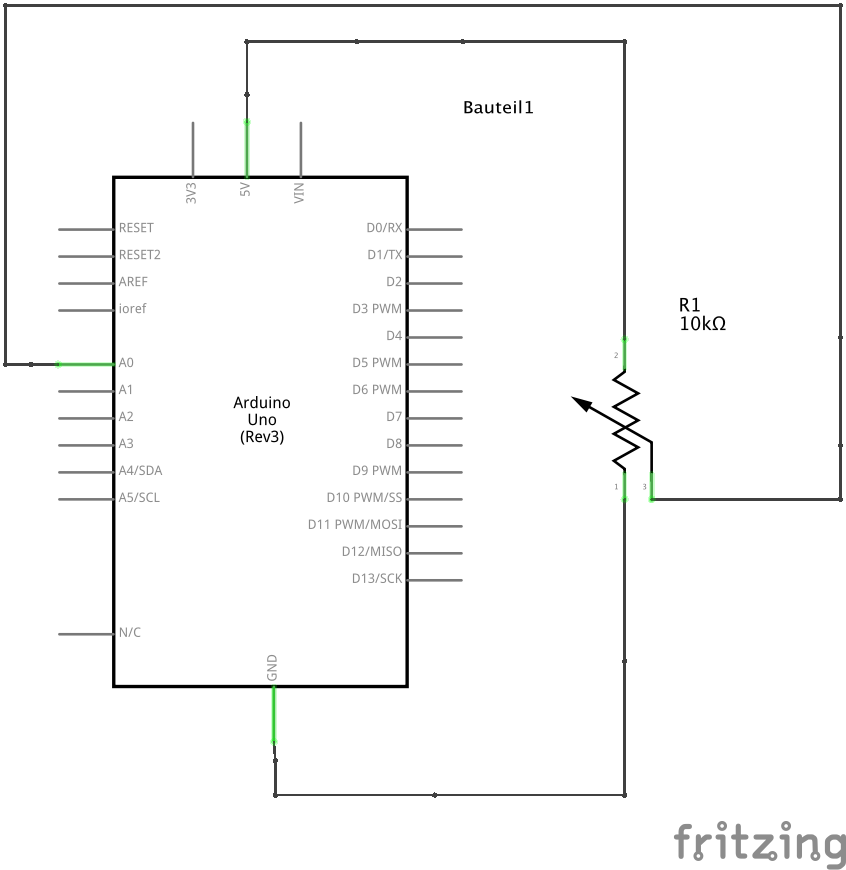 Bauteil1
3V3
5V
VIN
RESET
RESET2
AREF
ioref
A0
A1
A2
A3
A4/SDA
A5/SCL
N/C
Arduino
Uno
(Rev3)
D0/RX
D1/TX
D2
D3 PWM
D4
D5 PWM
D6 PWM
D7
D8
D9 PWM
D10 PWM/SS
D11 PWM/MOSI
D12/MISO
D13/SCK
GND
R1
10kΩ
2
1
3
fritzing